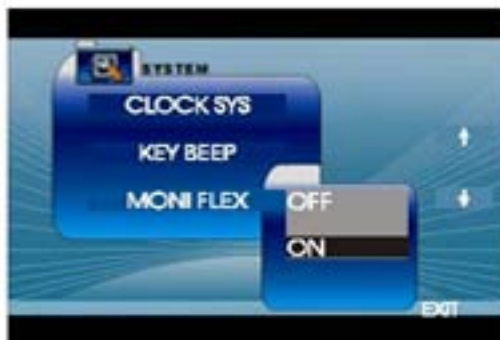 SYSTEM
CLOCK SYS
KEY BEEP
MONI FLEX
OFF
ON
EXIT